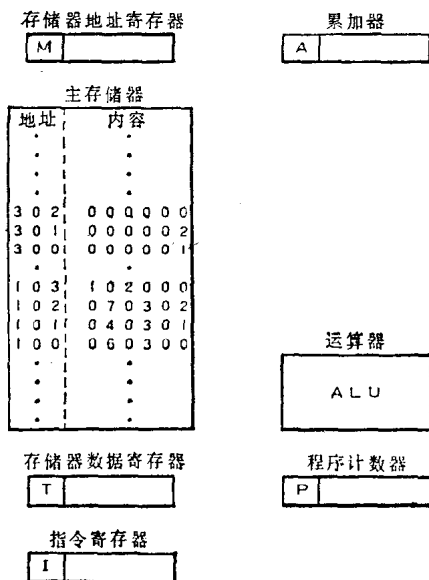 存储器地址寄存器
M
累加器
A
主存储器
地址 内容
302 000000
301 000002
300 000001
103 102000
102 070302
101 040301
100 060300
运算器
ALU
存储器数据寄存器
T
程序计数器
P
指令寄存器
I